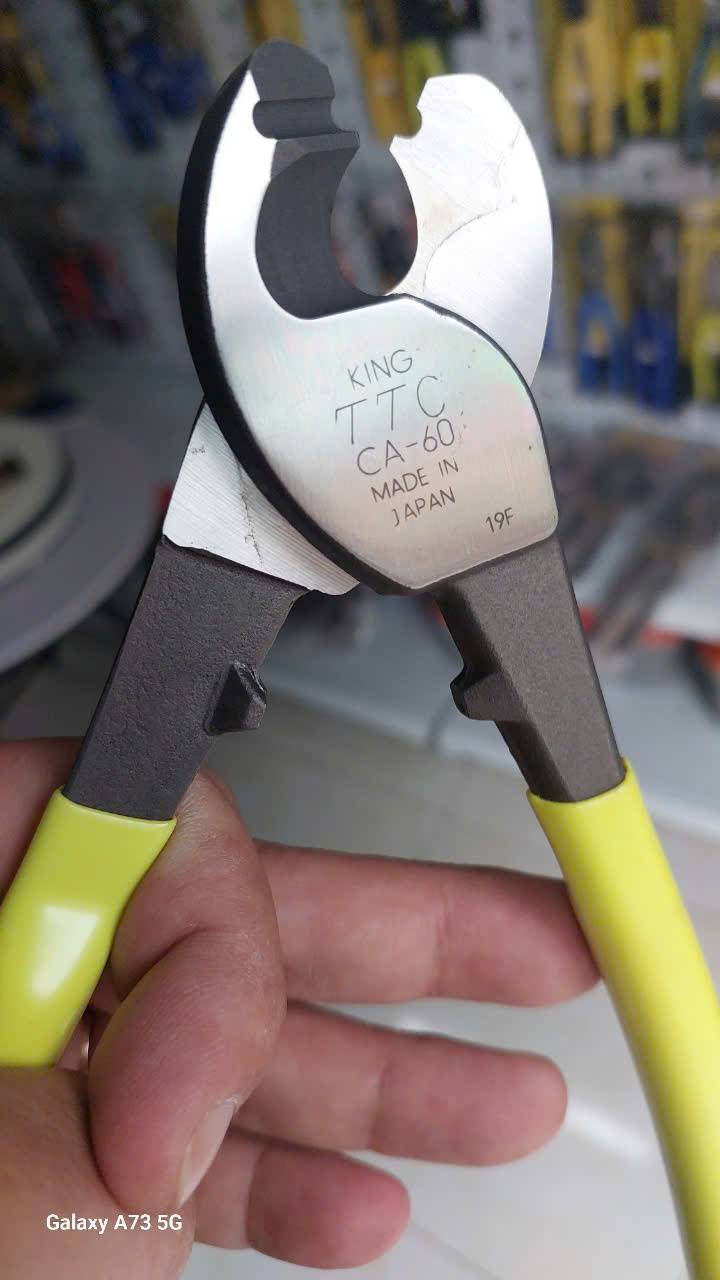 KING
TTC
CA-60
MADE IN
JAPAN
19F
Galaxy A73 5G